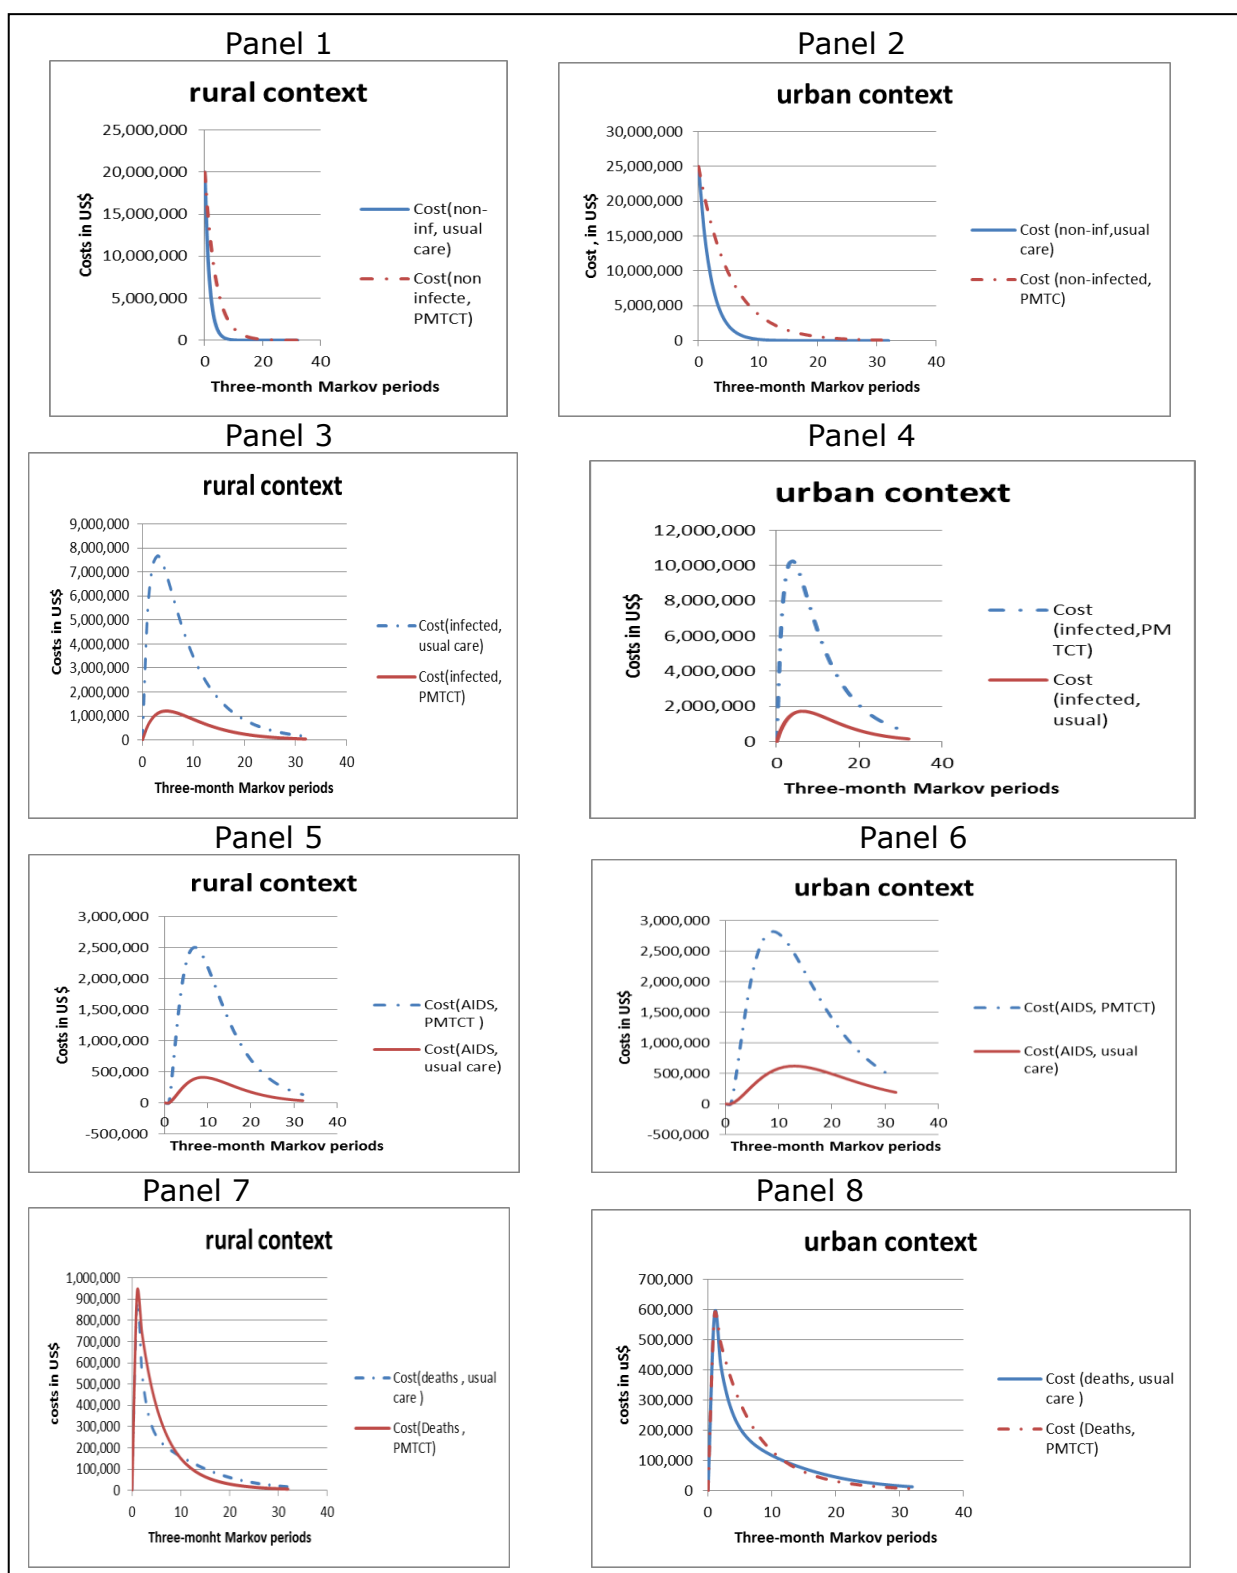 Panel 1
rural context
25,000,000
20,000,000
15,000,000
10,000,000
5,000,000
0
0 20 40
Costs in US$
Three-month Markov periods
Cost(non-
inf, usual
care)
Cost(non
infecte,
PMTCT)
Panel 2
urban context
30,000,000
25,000,000
20,000,000
15,000,000
10,000,000
5,000,000
0
0 10 20 30 40
Cost , in US$
Three-month Markov periods
Cost (non-inf,usual
care)
Cost (non-infected,
PMTC)
Panel 3
rural context
9,000,000
8,000,000
7,000,000
6,000,000
5,000,000
4,000,000
3,000,000
2,000,000
1,000,000
0
0 10 20 30 40
Costs in US$
Three-month Markov periods
Cost(infected,
usual care)
Cost(infected,
PMTCT)
Panel 4
urban context
12,000,000
10,000,000
8,000,000
6,000,000
4,000,000
2,000,000
0
0 20 40
Costs in US$
Three-month Markov periods
Cost
(infected,PM
TCT)
Cost
(infected,
usual)
Panel 5
rural context
3,000,000
2,500,000
2,000,000
1,500,000
1,000,000
500,000
0
-500,000
0 10 20 30 40
Costs in US $
Three-month Markov periods
Cost(AIDS,
PMTCT )
Cost(AIDS,
usual care)
Panel 6
urban context
3,000,000
2,500,000
2,000,000
1,500,000
1,000,000
500,000
0
-500,000
0 10 20 30 40
Costs in US$
Three-month Markov periods
Cost(AIDS, PMTCT)
Cost(AIDS, usual
care)
Panel 7
rural context
1,000,000
900,000
800,000
700,000
600,000
500,000
400,000
300,000
200,000
100,000
0
0 10 20 30 40
costs in US$
Three-monht Markov periods
Cost(deaths , usual
care )
Cost(Deaths ,
PMTCT)
Panel 8
urban context
700,000
600,000
500,000
400,000
300,000
200,000
100,000
0
0 10 20 30 40
costs in uS$
Three-month Markov periods
Cost (deaths, usual
care )
Cost (Deaths,
PMTCT)